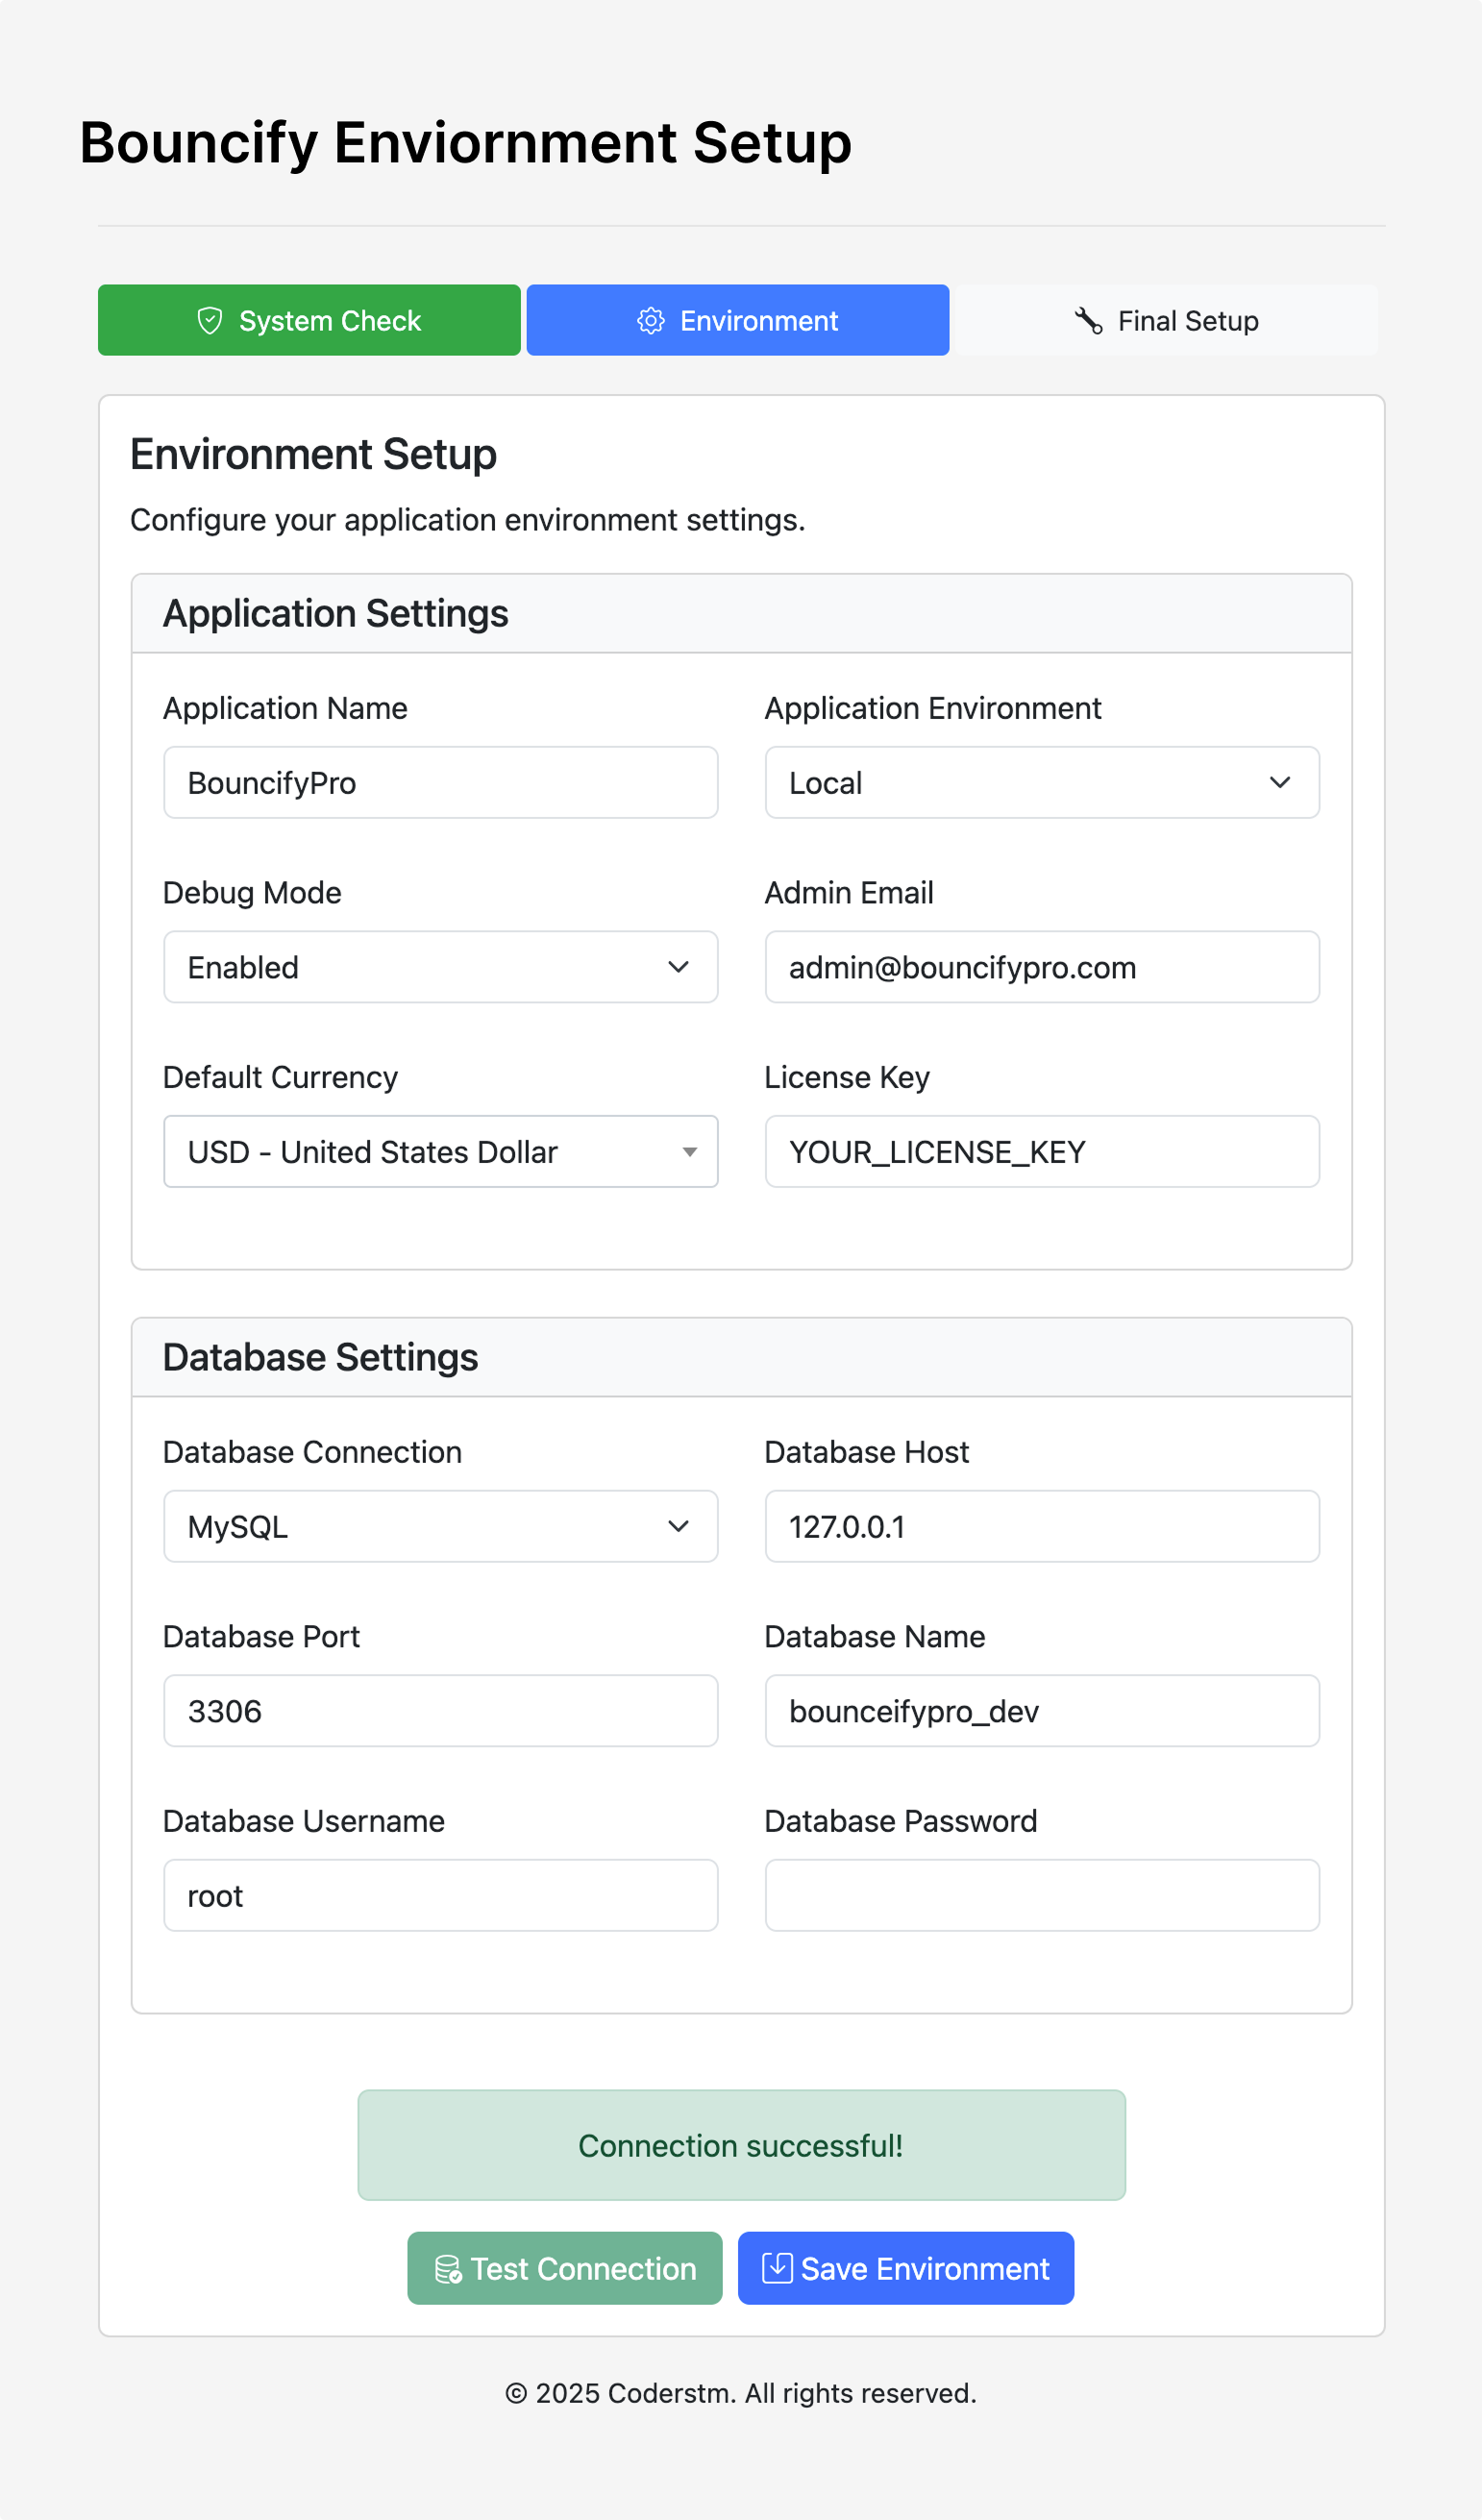 Bouncify Enviornment Setup
System Check
Environment
Final Setup
Environment Setup
Configure your application environment settings.
Application Settings
Application Name
Application Environment
BouncifyPro
Local
Debug Mode
Admin Email
Enabled
admin@bouncifypro.com
Default Currency
License Key
USD - United States Dollar
YOUR_LICENSE_KEY
Database Settings
Database Connection
Database Host
MySQL
127.0.0.1
Database Port
Database Name
3306
bounceifypro_dev
Database Username
Database Password
root
Connection successful!
Test Connection
Save Environment
© 2025 Coderstm. All rights reserved.